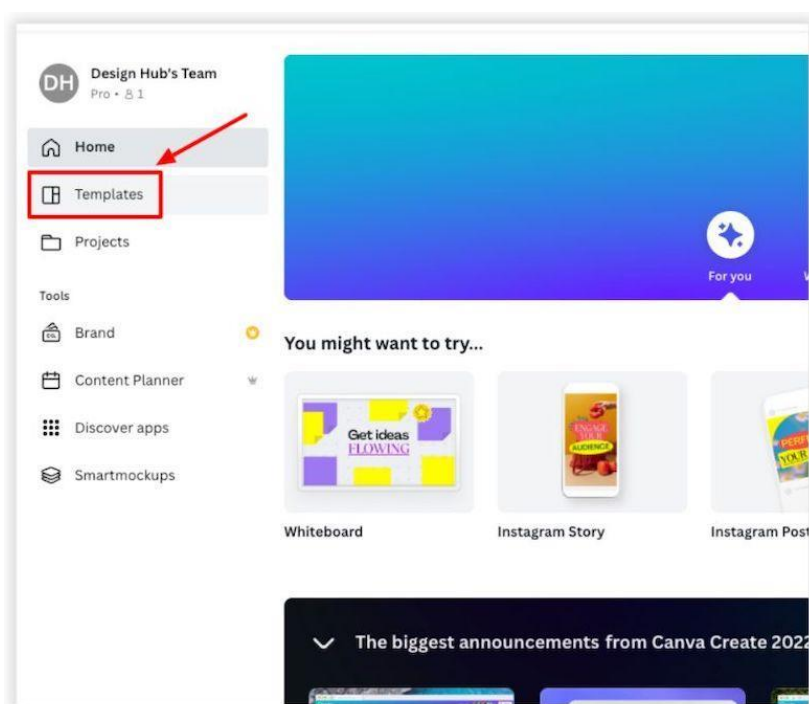 DH
Design Hub's Team
Pro • 1
Home
Templates
Projects
Tools
Brand
Content Planner
Discover apps
Smartmockups
For you
You might want to try...
Get ideas
FLOWING
ENGAGE
YOUR
AUDIENCE
YOUR
Whiteboard
Instagram Story
Instagram Post
The biggest announcements from Canva Create 2022